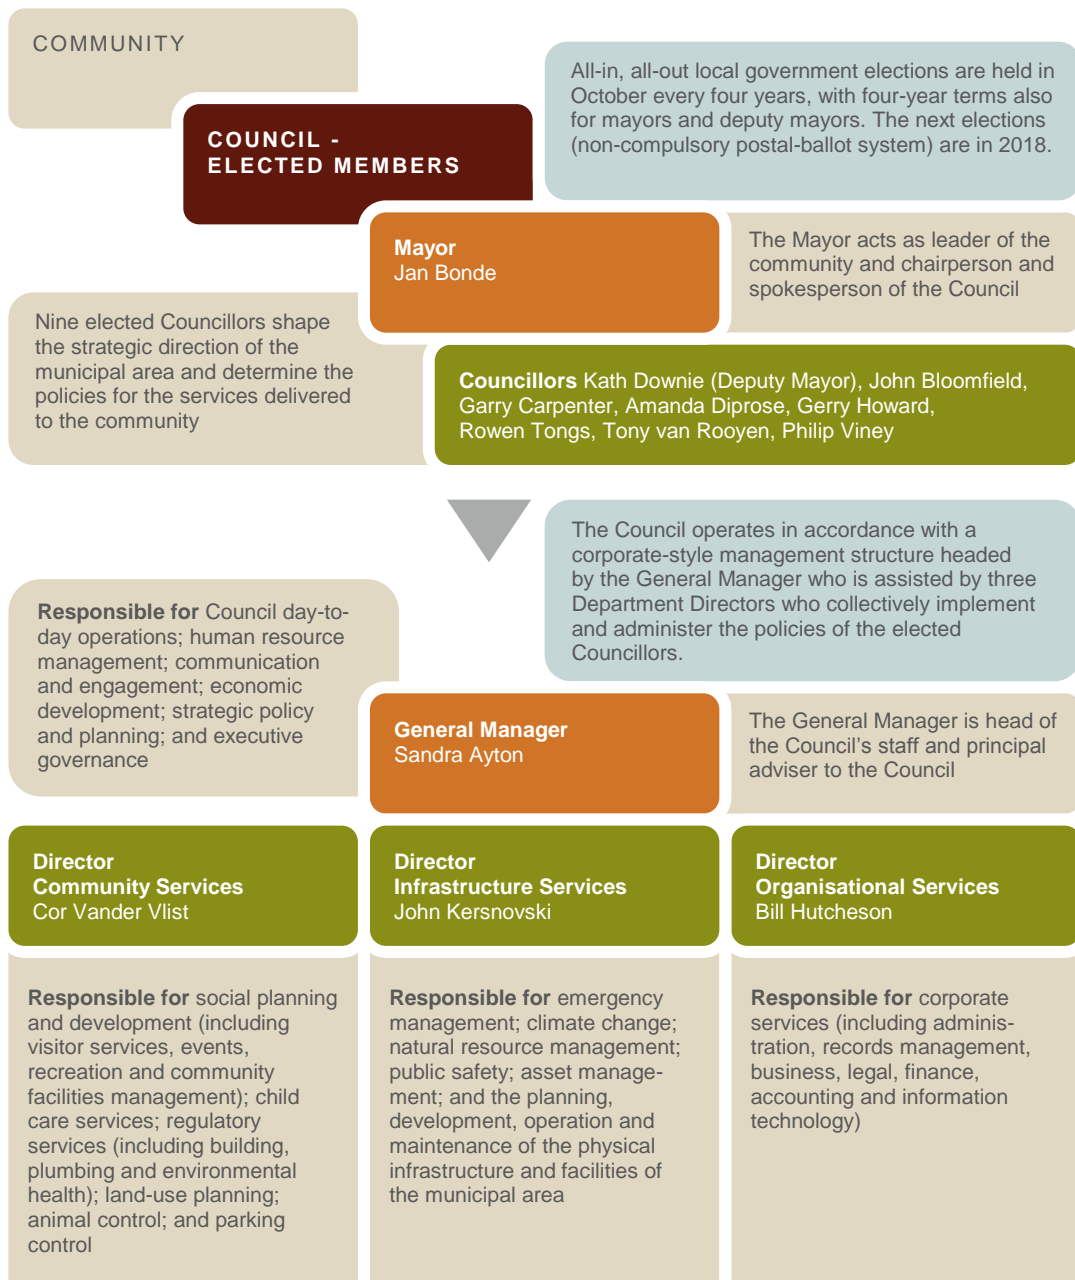 COMMUNITY
COUNCIL -
ELECTED MEMBERS
All-in, all-out local government elections are held in
October every four years, with four-year terms also
for mayors and deputy mayors. The next elections
(non-compulsory postal-ballot system) are in 2018.
Mayor
Jan Bonde
The Mayor acts as leader of the
community and chairperson and
spokesperson of the Council
Nine elected Councillors shape
the strategic direction of the
municipal area and determine the
policies for the services delivered
to the community
Councillors Kath Downie (Deputy Mayor), John Bloomfield,
Garry Carpenter, Amanda Diprose, Gerry Howard,
Rowen Tongs, Tony van Rooyen, Philip Viney
The Council operates in accordance with a
corporate-style management structure headed
by the General Manager who is assisted by three
Department Directors who collectively implement
and administer the policies of the elected
Councillors.
Responsible for Council day-to-
day operations; human resource
management; communication
and engagement; economic
development; strategic policy
and planning; and executive
governance
General Manager
Sandra Ayton
The General Manager is head of
the Council’s staff and principal
adviser to the Council
Director
Community Services
Cor Vander Vlist
Director
Infrastructure Services
John Kersnovski
Director
Organisational Services
Bill Hutcheson
Responsible for social planning
and development (including
visitor services, events,
recreation and community
facilities management); child
care services; regulatory
services (including building,
plumbing and environmental
health); land-use planning;
animal control; and parking
control
Responsible for emergency
management; climate change;
natural resource management;
public safety; asset manage-
ment; and the planning,
development, operation and
maintenance of the physical
infrastructure and facilities of
the municipal area
Responsible for corporate
services (including adminis-
tration, records management,
business, legal, finance,
accounting and information
technology)